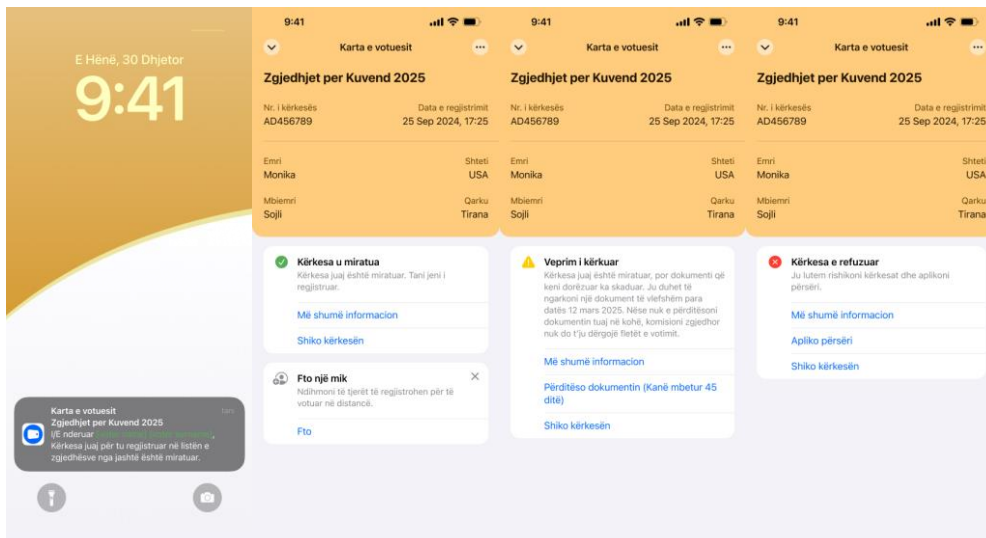 E Hënë, 30 Dhjetor
9:41
Karta e votuesit
Zgjedhjet per Kuvend 2025
I/E nderuar
Kërkesa juaj për tu regjistruar në listën e
zgjedhësve nga jashtë është miratuar.
9:41
Karta e votuesit
Zgjedhjet per Kuvend 2025
Nr. i kërkesës Data e regjistrimit
AD456789 25 Sep 2024, 17:25
Emri Shteti
Monika USA
Mbiemri Qarku
Sojli Tirana
Kërkesa u miratua
Kërkesa juaj është miratuar. Tani jeni i
regjistruar.
Më shumë informacion
Shiko kërkesën
Fto një mik
Ndihmoni të tjerët të regjistrohen për të
votuar në distancë.
Fto
9:41
Karta e votuesit
Zgjedhjet per Kuvend 2025
Nr. i kërkesës Data e regjistrimit
AD456789 25 Sep 2024, 17:25
Emri Shteti
Monika USA
Mbiemri Qarku
Sojli Tirana
Veprim i kërkuar
Kërkesa juaj është miratuar, por dokumenti që
keni dorëzuar ka skaduar. Ju duhet të
ngarkoni një dokument të vlefshëm para
datës 12 mars 2025. Nëse nuk e përditësoni
dokumentin tuaj në kohë, komisioni zgjedhor
nuk do t'ju dërgojë fletët e votimit.
Më shumë informacion
Përditëso dokumentin (Kanë mbetur 45
ditë)
Shiko kërkesën
9:41
Karta e votuesit
Zgjedhjet per Kuvend 2025
Nr. i kërkesës Data e regjistrimit
AD456789 25 Sep 2024, 17:25
Emri Shteti
Monika USA
Mbiemri Qarku
Sojli Tirana
Kërkesa e refuzuar
Ju lutem rishikoni kërkesat dhe aplikoni
përsëri.
Më shumë informacion
Apliko përsëri
Shiko kërkesën